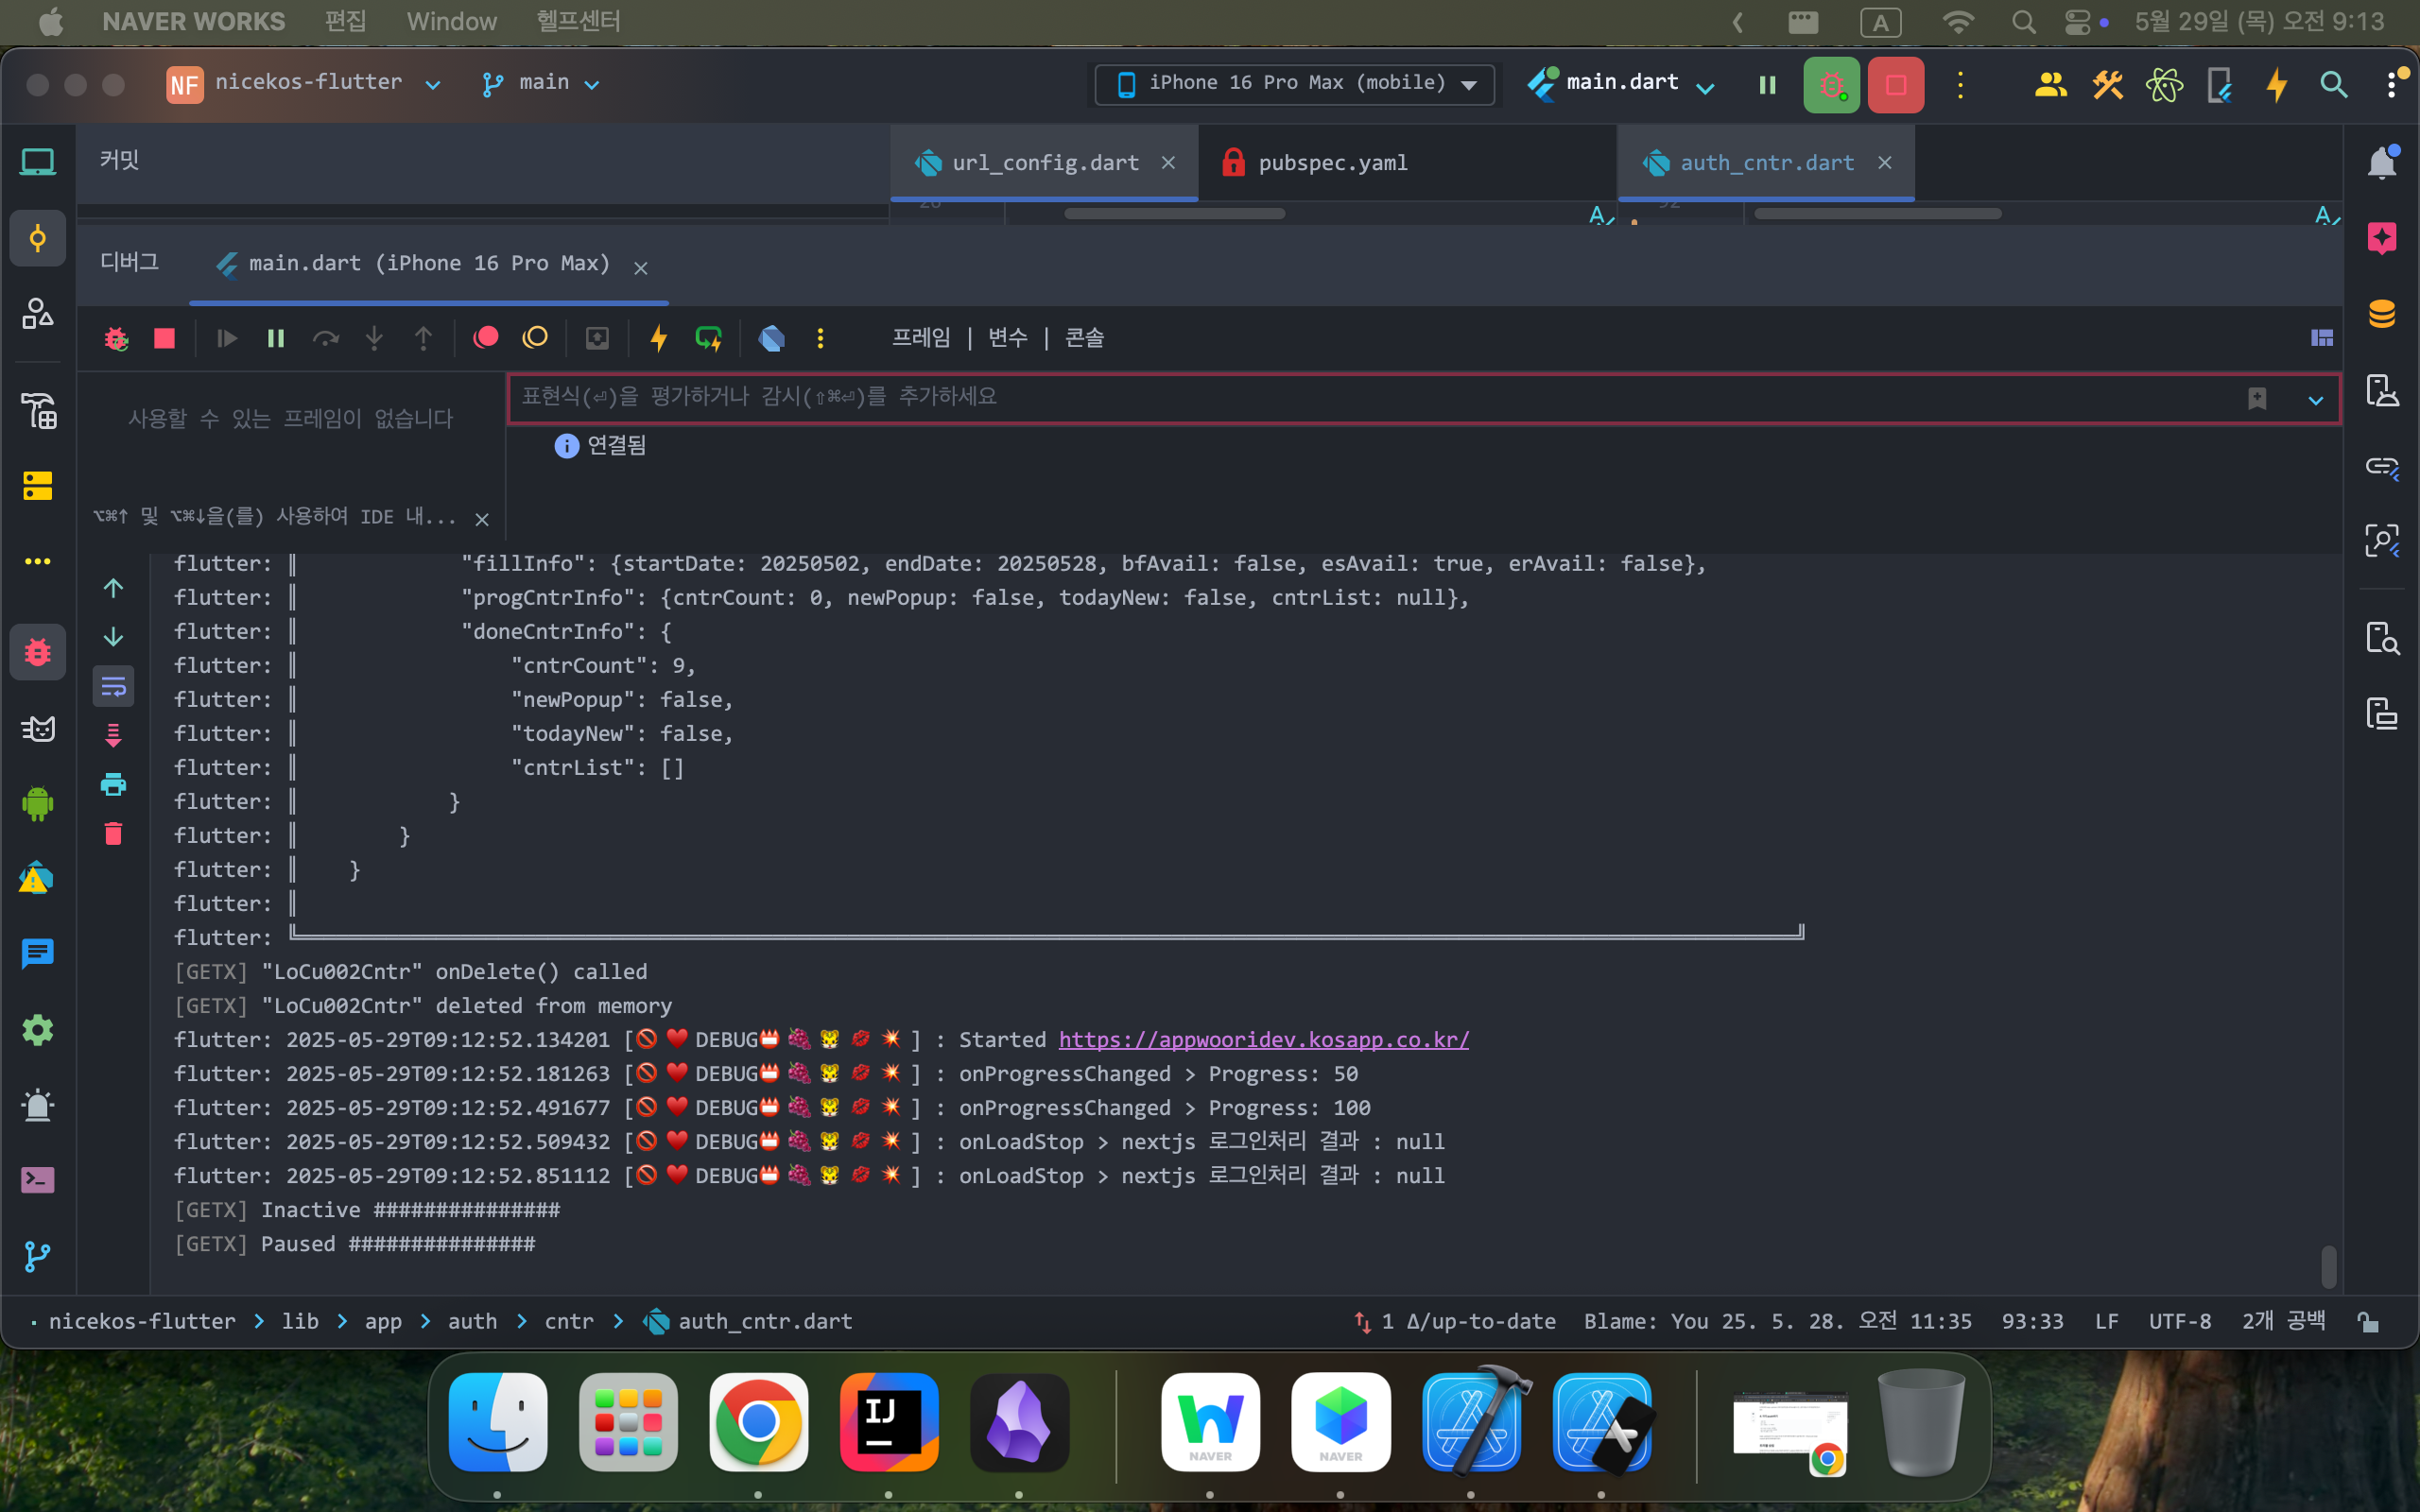 NAVER WORKS 편집 Window 헬프센터 A 5월 29일 (목) 오전 9:13
NF nicekos-flutter main iPhone 16 Pro Max (mobile) main.dart
커밋 url_config.dart pubspec.yaml auth_cntr.dart
디버그 main.dart (iPhone 16 Pro Max)
프레임 | 변수 | 콘솔
표현식(⏎)을 평가하거나 감시(⇧⌘⏎)를 추가하세요
사용할 수 있는 프레임이 없습니다
연결됨
⌥⌘↑ 및 ⌥⌘↓을(를) 사용하여 IDE 내...
flutter: ║ "fillInfo": {startDate: 20250502, endDate: 20250528, bfAvail: false, esAvail: true, erAvail: false},
flutter: ║ "progCntrInfo": {cntrCount: 0, newPopup: false, todayNew: false, cntrList: null},
flutter: ║ "doneCntrInfo": {
flutter: ║ "cntrCount": 9,
flutter: ║ "newPopup": false,
flutter: ║ "todayNew": false,
flutter: ║ "cntrList": []
flutter: ║ }
flutter: ║ }
flutter: ║ }
flutter: ║
flutter: ╚═══╝
[GETX] "LoCu002Cntr" onDelete() called
[GETX] "LoCu002Cntr" deleted from memory
flutter: 2025-05-29T09:12:52.134201 [🚫 ♥️ DEBUG📛 🍇 🐯 💋 💥 ] : Started https://appwooridev.kosapp.co.kr/
flutter: 2025-05-29T09:12:52.181263 [🚫 ♥️ DEBUG📛 🍇 🐯 💋 💥 ] : onProgressChanged > Progress: 50
flutter: 2025-05-29T09:12:52.491677 [🚫 ♥️ DEBUG📛 🍇 🐯 💋 💥 ] : onProgressChanged > Progress: 100
flutter: 2025-05-29T09:12:52.509432 [🚫 ♥️ DEBUG📛 🍇 🐯 💋 💥 ] : onLoadStop > nextjs 로그인처리 결과 : null
flutter: 2025-05-29T09:12:52.851112 [🚫 ♥️ DEBUG📛 🍇 🐯 💋 💥 ] : onLoadStop > nextjs 로그인처리 결과 : null
[GETX] Inactive ###############
[GETX] Paused ###############
nicekos-flutter > lib > app > auth > cntr > auth_cntr.dart 1 ∆/up-to-date Blame: You 25. 5. 28. 오전 11:35 93:33 LF UTF-8 2개 공백
IJ W NAVER NAVER